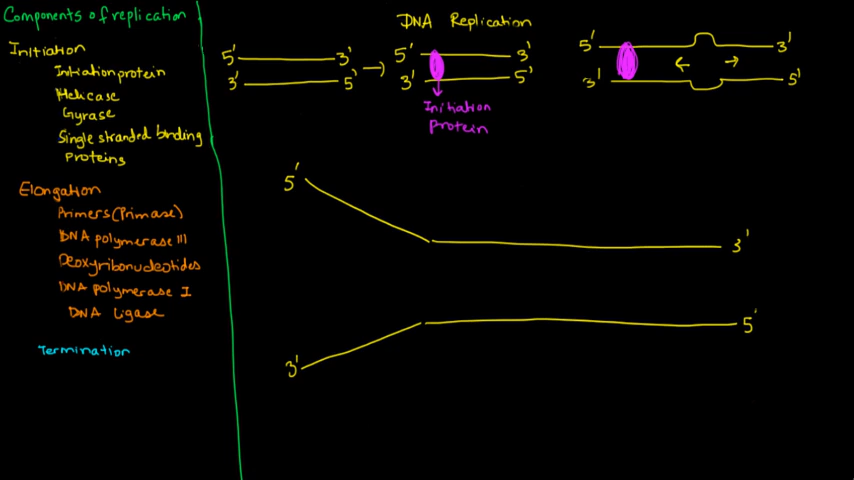 Components of replication
Initiation
Intiation protein
Helicase
Gyrase
Single stranded binding
Proteins
Elongation
Primers (Primase)
DNA polymerase III
Deoxyribonucleotides
DNA polymerase I
DNA Ligase
Termination
DNA Replication
5' 3'
3' 5'
5' 3'
3' 5'
Initiation
Protein
5' 3'
3' 5'
5'
3'
5'
3'